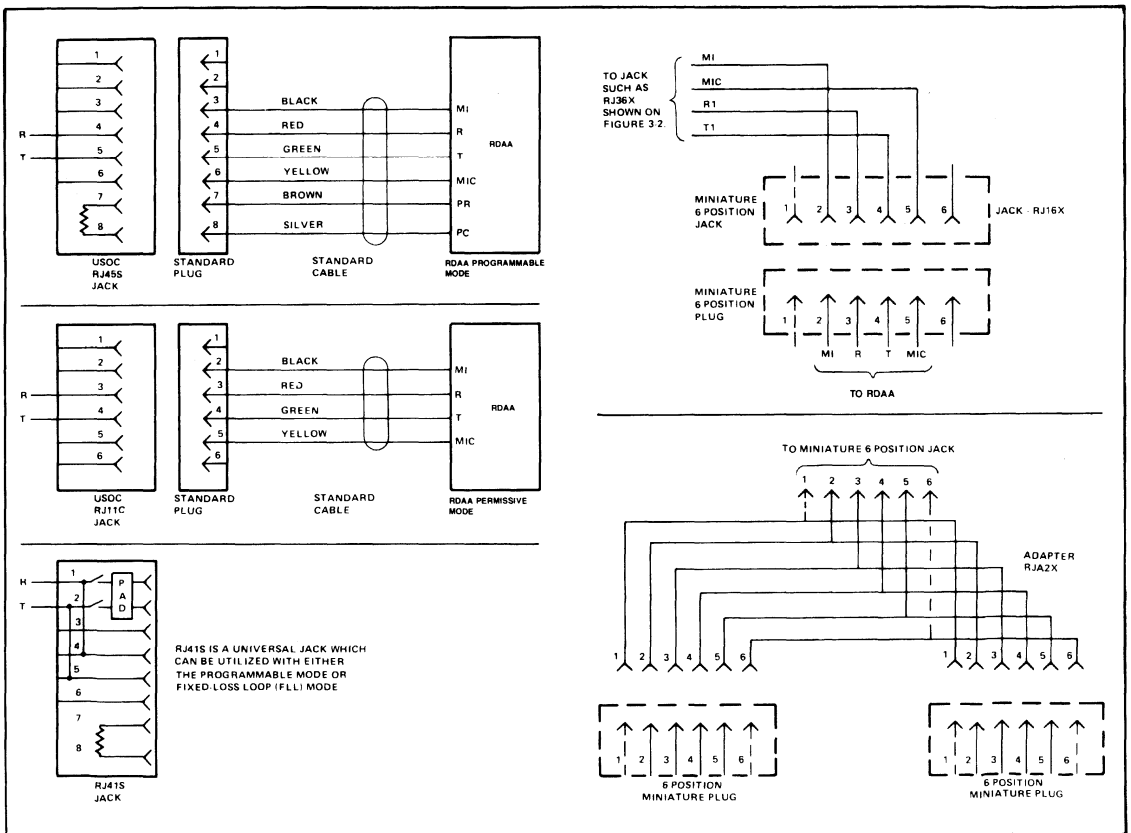 1
2
3
4
5
6
7
8
R
T
USOC
RJ45S
JACK
1
2
3
4
5
6
7
8
STANDARD
PLUG
BLACK
RED
GREEN
YELLOW
BROWN
SILVER
STANDARD
CABLE
MI
R
T
MIC
PR
PC
RDAA
RDAA PROGRAMMABLE
MODE
1
2
3
4
5
6
R
T
USOC
RJ11C
JACK
1
2
3
4
5
6
STANDARD
PLUG
BLACK
RED
GREEN
YELLOW
STANDARD
CABLE
MI
R
T
MIC
RDAA
RDAA PERMISSIVE
MODE
1
2
3
4
5
6
7
8
T
PAD
RJ41S
JACK
RJ41S IS A UNIVERSAL JACK WHICH
CAN BE UTILIZED WITH EITHER
THE PROGRAMMABLE MODE OR
FIXED-LOSS LOOP (FLL) MODE
TO JACK
SUCH AS
RJ36X
SHOWN ON
FIGURE 3-2.
MI
MIC
R1
T1
MINIATURE
6 POSITION
JACK
1 2 3 4 5 6
JACK - RJ16X
MINIATURE
6 POSITION
PLUG
1 2 3 4 5 6
MI R T MIC
TO RDAA
TO MINIATURE 6 POSITION JACK
1 2 3 4 5 6
ADAPTER
RJA2X
1 2 3 4 5 6
1 2 3 4 5 6
1 2 3 4 5 6
6 POSITION
MINIATURE PLUG
1 2 3 4 5 6
6 POSITION
MINIATURE PLUG